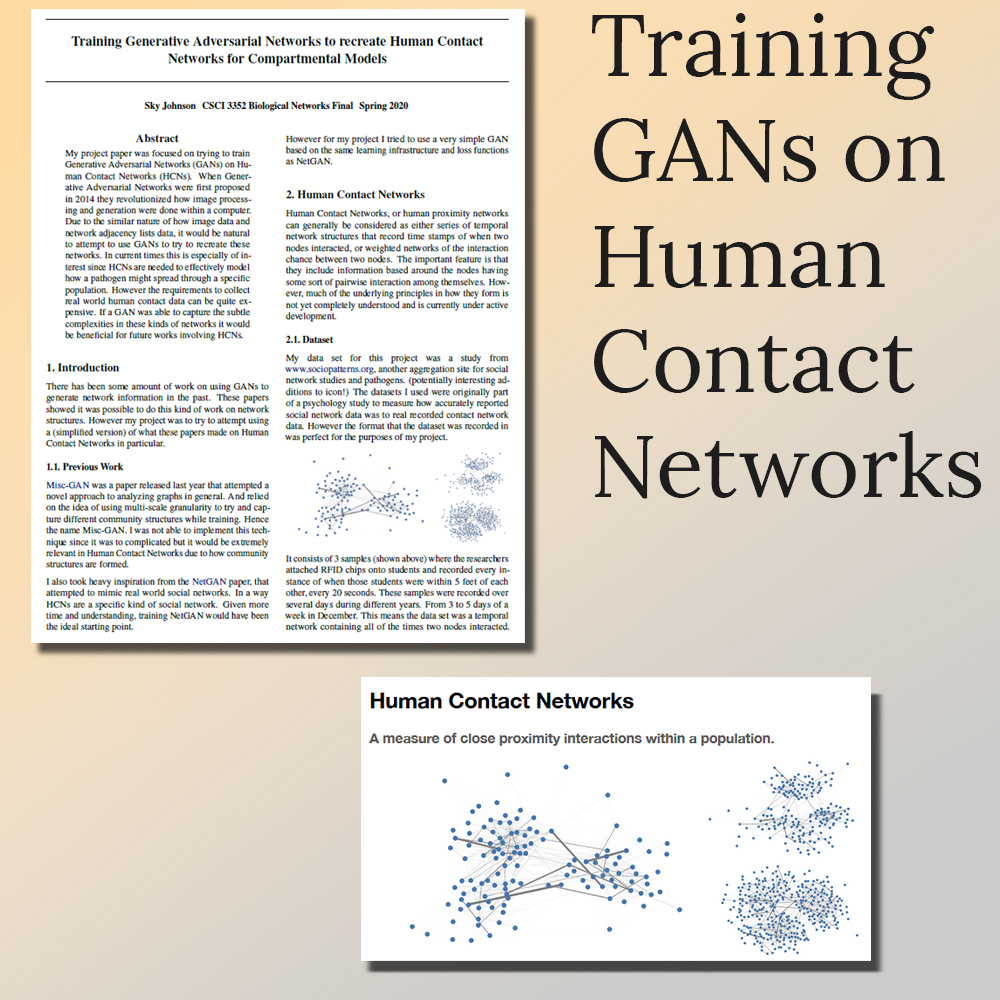 Training Generative Adversarial Networks to recreate Human Contact
Networks for Compartmental Models
Sky Johnson CSCI 3352 Biological Networks Final Spring 2020
Abstract
My project paper was focused on trying to train
Generative Adversarial Networks (GANs) on Hu-
man Contact Networks (HCNs). When Gener-
ative Adversarial Networks were first proposed
in 2014 they revolutionized how image process-
ing and generation were done within a computer.
Due to the similar nature of how image data and
network adjacency lists data, it would be natural
to attempt to use GANs to try to recreate these
networks. In current times this is especially of in-
terest since HCNs are needed to effectively model
how a pathogen might spread through a specific
population. However the requirements to collect
real world human contact data can be quite ex-
pensive. If a GAN was able to capture the subtle
complexities in these kinds of networks it would
be beneficial for future works involving HCNs.
1. Introduction
There has been some amount of work on using GANs to
generate network information in the past. These papers
showed it was possible to do this kind of work on network
structures. However my project was to try to attempt using
a (simplified version) of what these papers made on Human
Contact Networks in particular.
1.1. Previous Work
Misc-GAN was a paper released last year that attempted a
novel approach to analyzing graphs in general. And relied
on the idea of using multi-scale granularity to try and cap-
ture different community structures while training. Hence
the name Misc-GAN. I was not able to implement this tech-
nique since it was to complicated but it would be extremely
relevant in Human Contact Networks due to how community
structures are formed.
I also took heavy inspiration from the NetGAN paper, that
attempted to mimic real world social networks. In a way
HCNs are a specific kind of social network. Given more
time and understanding, training NetGAN would have been
the ideal starting point.
However for my project I tried to use a very simple GAN
based on the same learning infrastructure and loss functions
as NetGAN.
2. Human Contact Networks
Human Contact Networks, or human proximity networks
can generally be considered as either series of temporal
network structures that record time stamps of when two
nodes interacted, or weighted networks of the interaction
chance between two nodes. The important feature is that
they include information based around the nodes having
some sort of pairwise interaction among themselves. How-
ever, much of the underlying principles in how they form is
not yet completely understood and is currently under active
development.
2.1. Dataset
My data set for this project was a study from
www.sociopatterns.org, another aggregation site for social
network studies and pathogens. (potentially interesting ad-
ditions to icon!) The datasets I used were originally part
of a psychology study to measure how accurately reported
social network data was to real recorded contact network
data. However the format that the dataset was recorded in
was perfect for the purposes of my project.
It consists of 3 samples (shown above) where the researchers
attached RFID chips onto students and recorded every in-
stance of when those students were within 5 feet of each
other, every 20 seconds. These samples were recorded over
several days during different years. From 3 to 5 days of a
week in December. This means the data set was a temporal
network containing all of the times two nodes interacted.
Training
GANs on
Human
Contact
Networks
Human Contact Networks
A measure of close proximity interactions within a population.